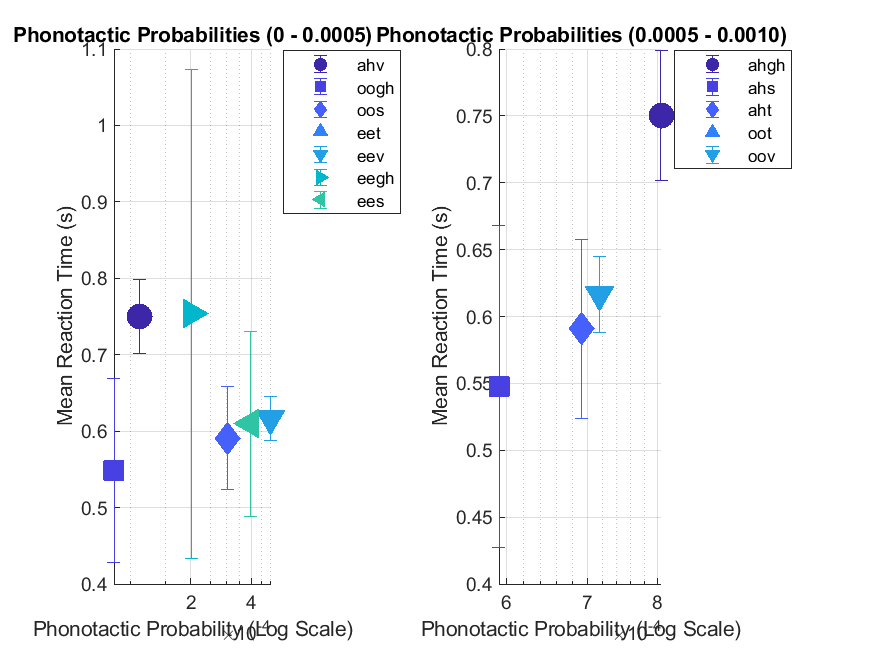 Phonotactic Probabilities (0 - 0.0005)
1.1
1
0.9
0.8
0.7
0.6
0.5
0.4
Mean Reaction Time (s)
2 4
Phonotactic Probability (Log Scale)
ahv
oogh
oos
eet
eev
eegh
ees
Phonotactic Probabilities (0.0005 - 0.0010)
0.8
0.75
0.7
0.65
0.6
0.55
0.5
0.45
0.4
Mean Reaction Time (s)
6 7 8
Phonotactic Probability (Log Scale)
ahgh
ahs
aht
oot
oov